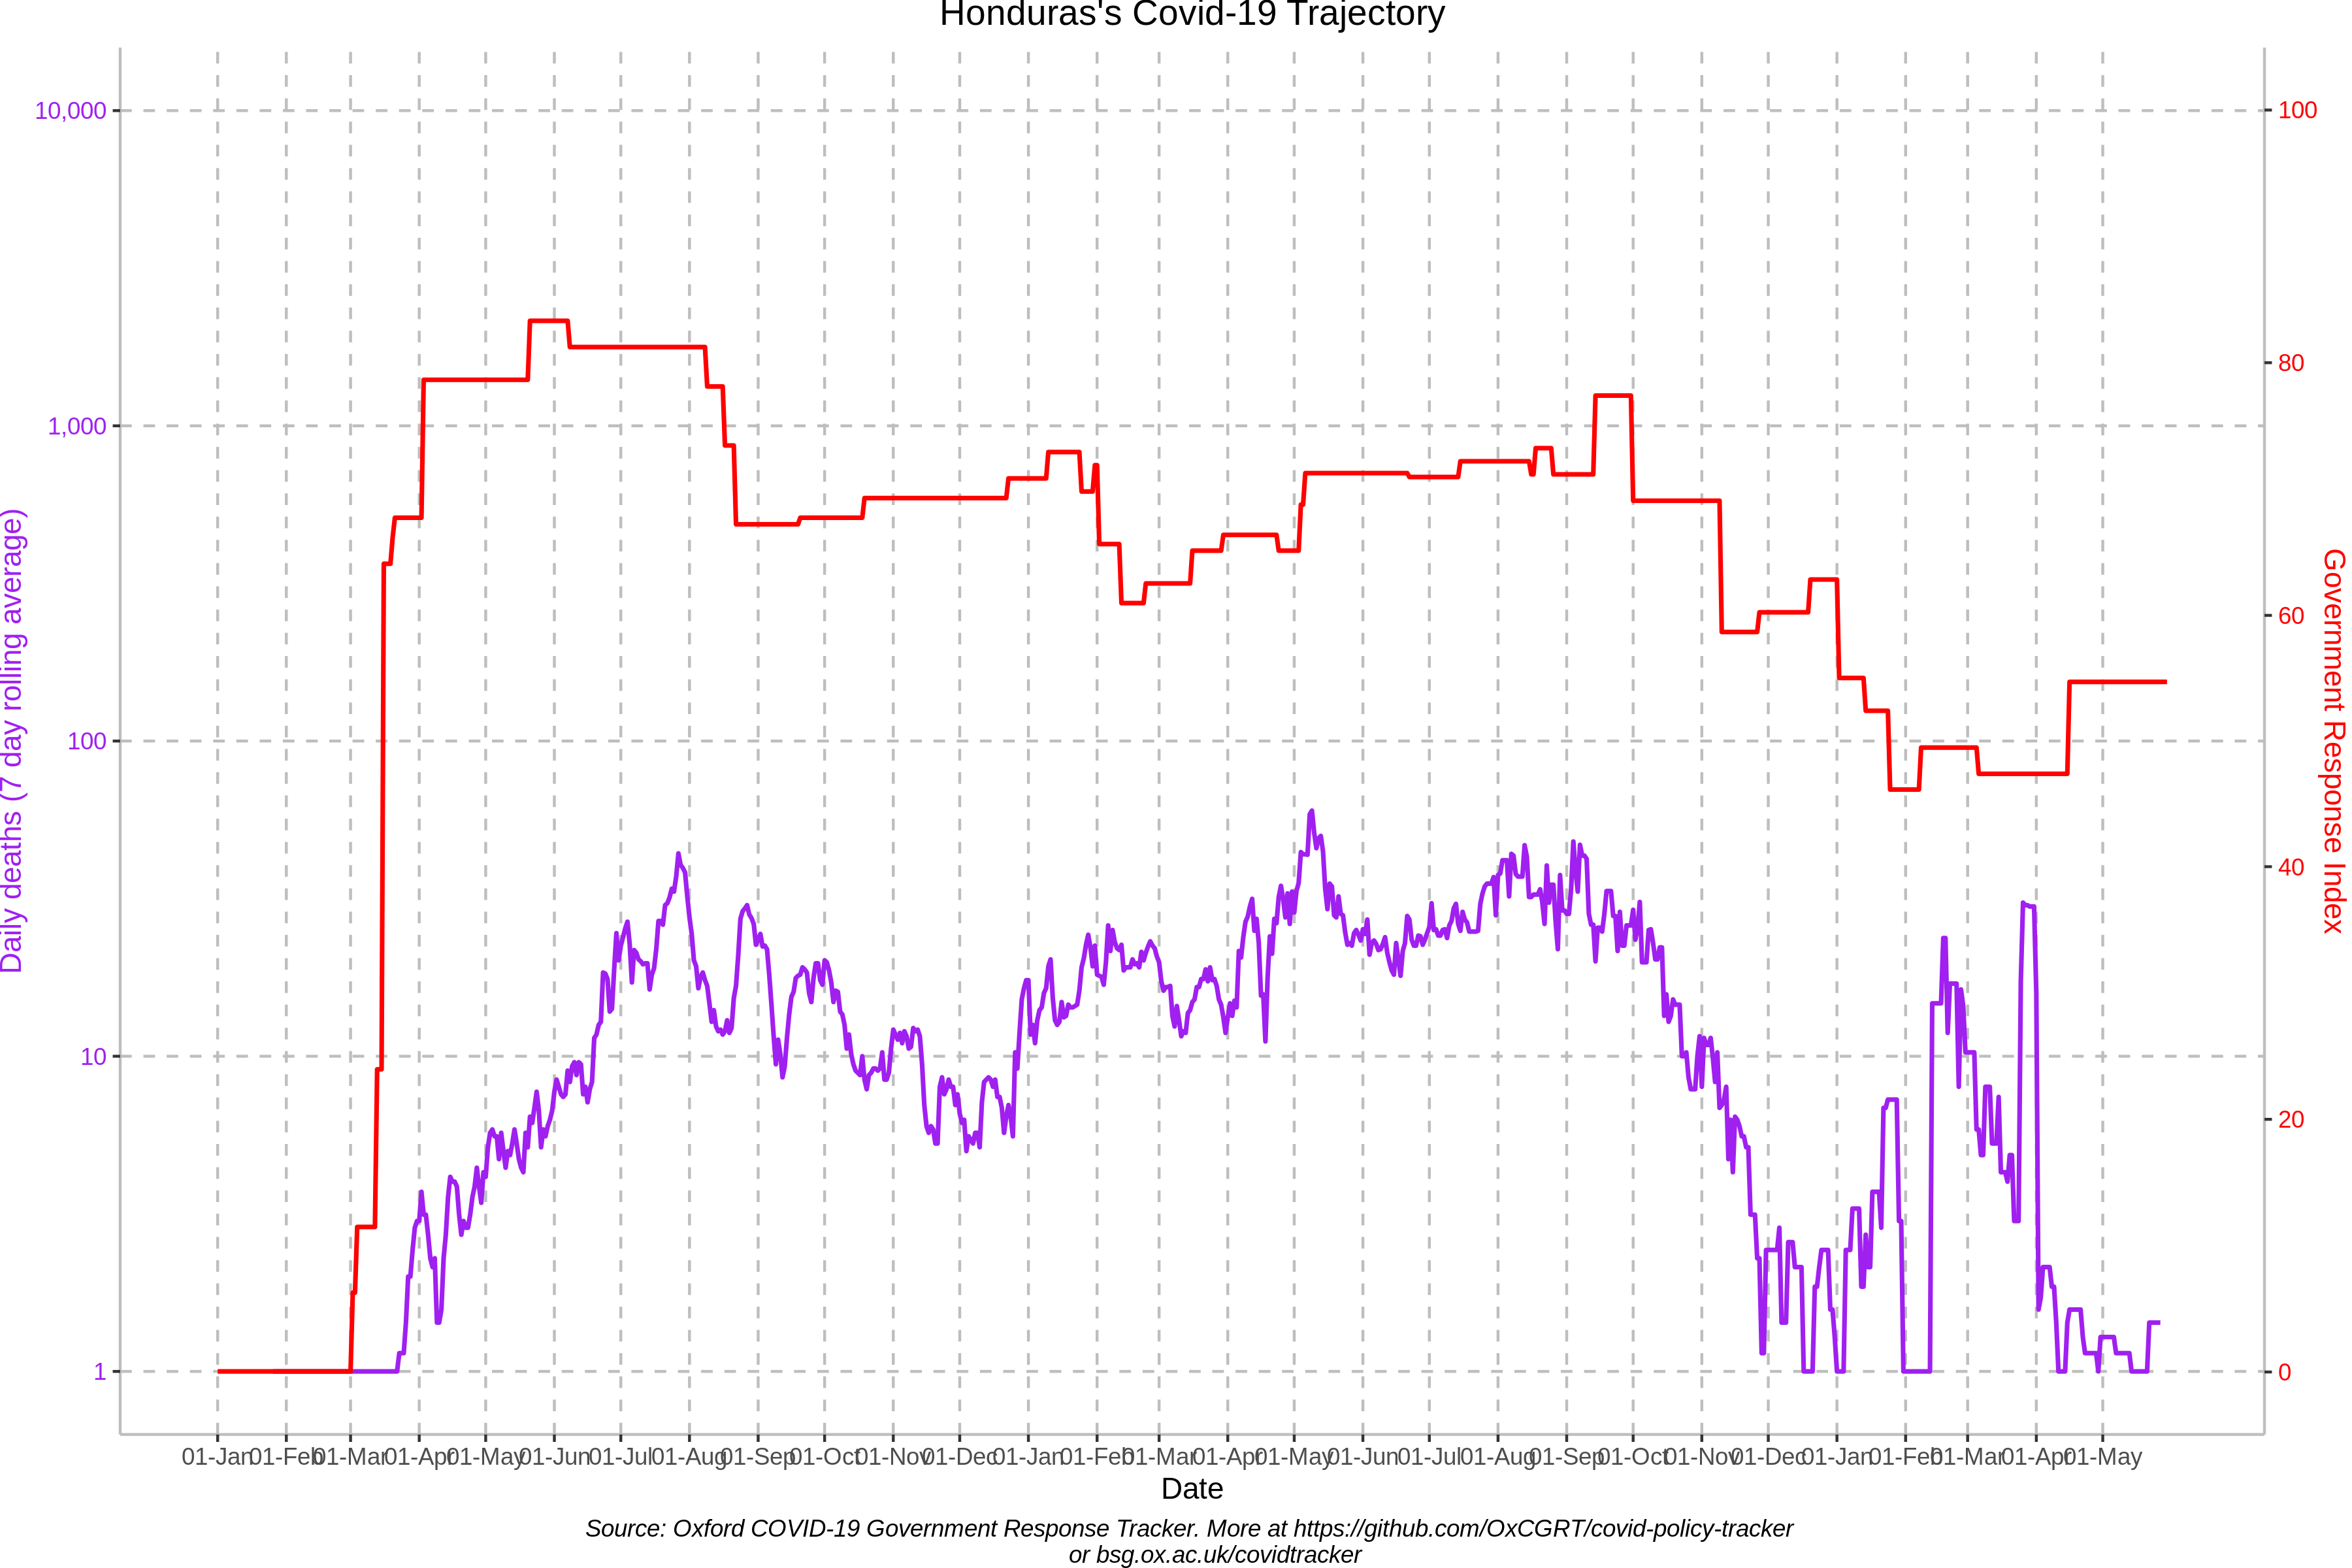 Honduras's Covid-19 Trajectory
10,000
1,000
100
10
1
Daily deaths (7 day rolling average)
100
80
60
40
20
0
Government Response Index
01-Jan 01-Feb 01-Mar 01-Apr 01-May 01-Jun 01-Jul 01-Aug 01-Sep 01-Oct 01-Nov 01-Dec 01-Jan 01-Feb 01-Mar 01-Apr 01-May 01-Jun 01-Jul 01-Aug 01-Sep 01-Oct 01-Nov 01-Dec 01-Jan 01-Feb 01-Mar 01-Apr 01-May
Date
Source: Oxford COVID-19 Government Response Tracker. More at https://github.com/OxCGRT/covid-policy-tracker
or bsg.ox.ac.uk/covidtracker